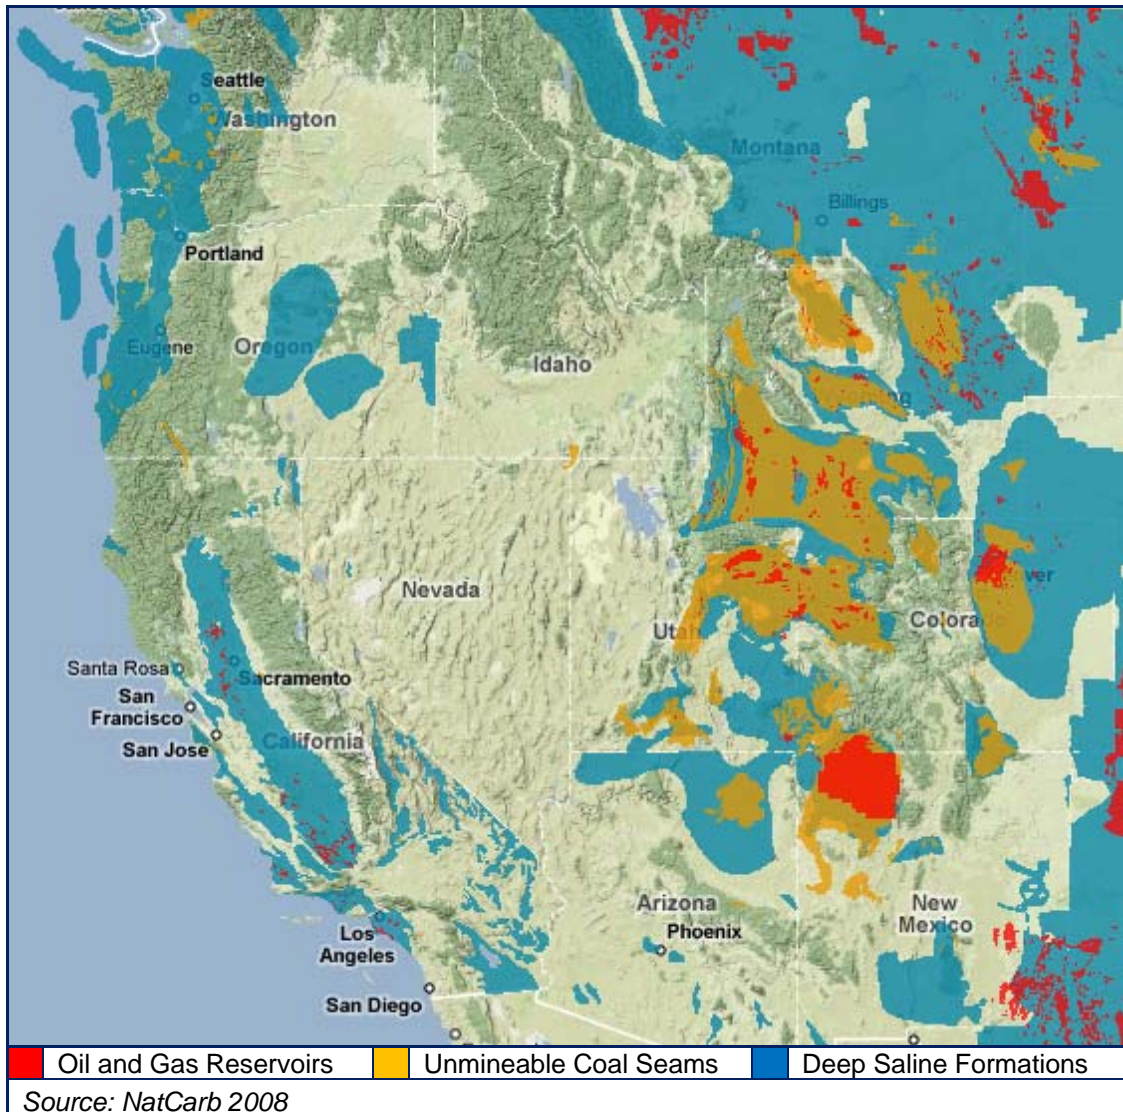 Seattle
Washington
Montana
Billings
Portland
Eugene
Oregon
Idaho
Nevada
Utah
Colorado
Santa Rosa
Sacramento
San
Francisco
San Jose
California
Arizona
New
Mexico
Phoenix
Los
Angeles
San Diego
Oil and Gas Reservoirs
Unmineable Coal Seams
Deep Saline Formations
Source: NatCarb 2008